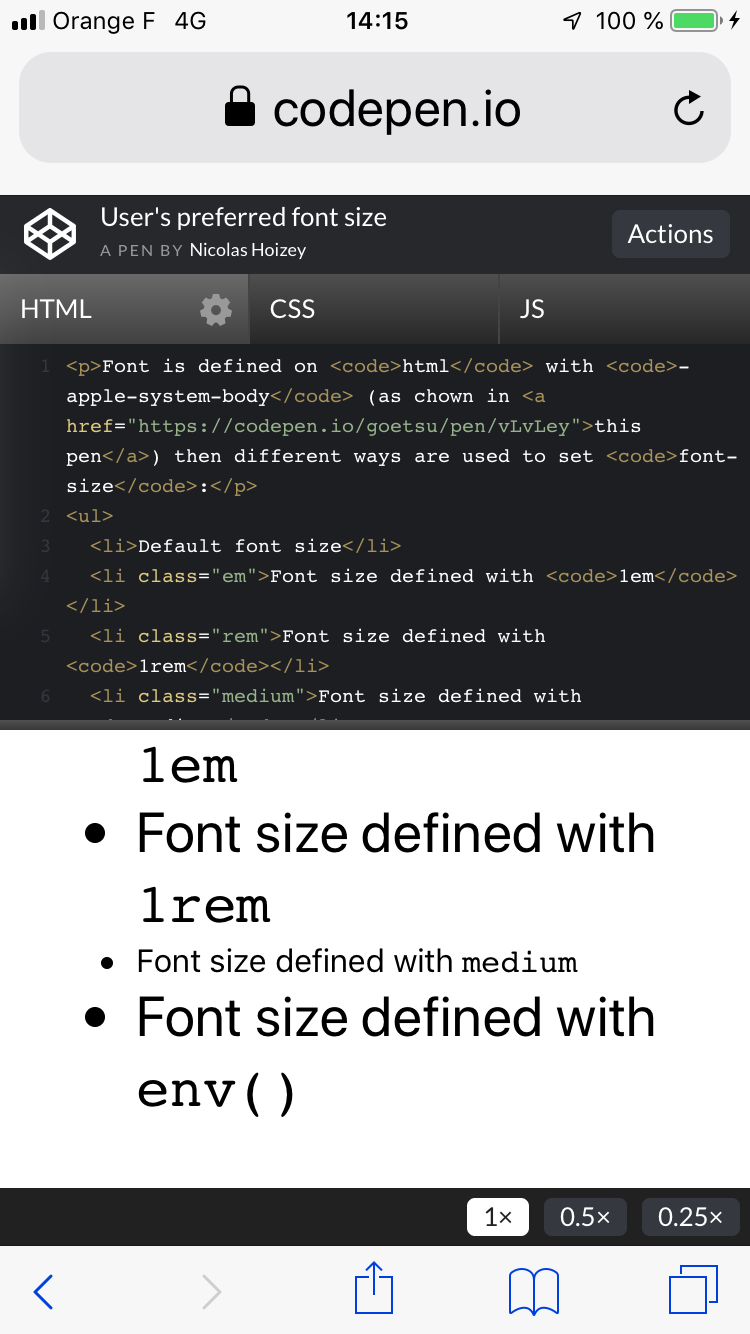 Orange F 4G 14:15 100 %
codepen.io
User's preferred font size
A PEN BY Nicolas Hoizey
Actions
HTML CSS JS
1 <p>Font is defined on <code>html</code> with <code>-
apple-system-body</code> (as chown in <a
href="https://codepen.io/goetsu/pen/vLvLey">this
pen</a>) then different ways are used to set <code>font-
size</code>:</p>
2 <ul>
3 <li>Default font size</li>
4 <li class="em">Font size defined with <code>1em</code>
</li>
5 <li class="rem">Font size defined with
<code>1rem</code></li>
6 <li class="medium">Font size defined with
1em
• Font size defined with
1rem
• Font size defined with medium
• Font size defined with
env()
1× 0.5× 0.25×